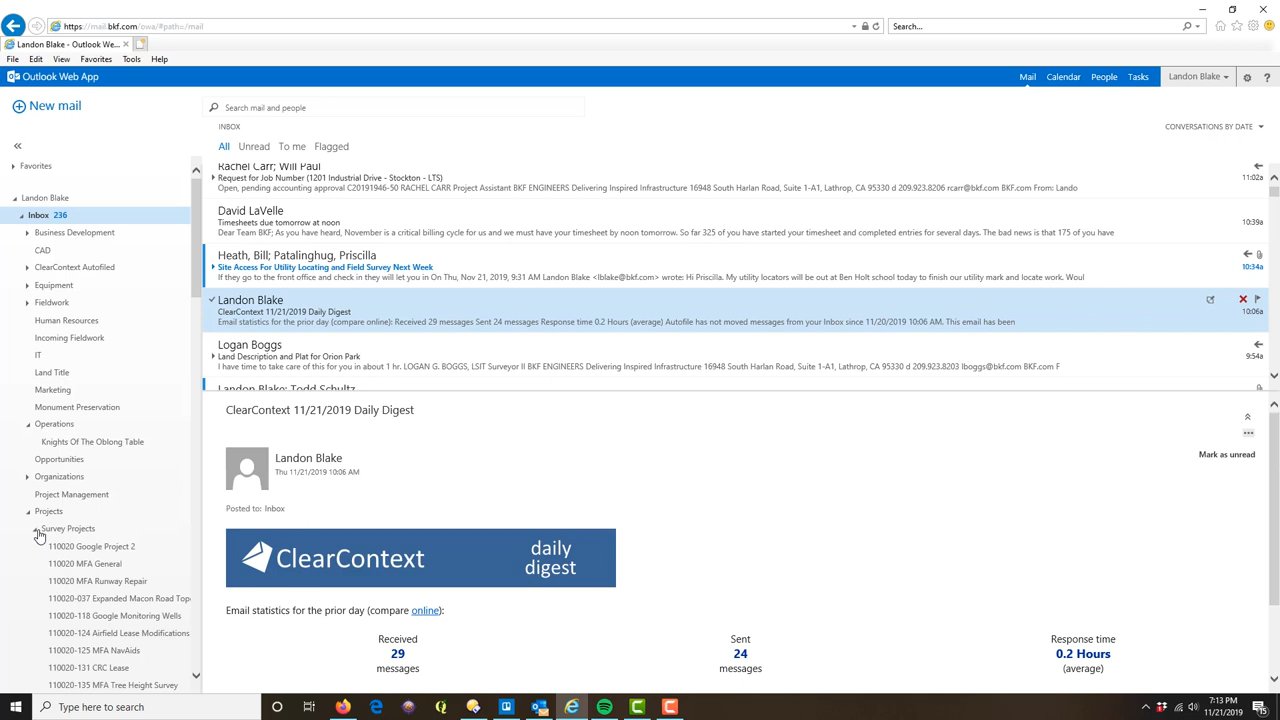 https://mail.bkf.com/owa/#path=/mail
Search...
Landon Blake - Outlook We...
File Edit View Favorites Tools Help
Outlook Web App
Mail Calendar People Tasks Landon Blake ?
New mail
Search mail and people
INBOX
CONVERSATIONS BY DATE
All Unread To me Flagged
Favorites
Landon Blake
Inbox 236
Business Development
CAD
ClearContext Autofiled
Equipment
Fieldwork
Human Resources
Incoming Fieldwork
IT
Land Title
Marketing
Monument Preservation
Operations
Knights Of The Oblong Table
Opportunities
Organizations
Project Management
Projects
Survey Projects
110020 Google Project 2
110020 MFA General
110020 MFA Runway Repair
110020-037 Expanded Macon Road Top
110020-118 Google Monitoring Wells
110020-124 Airfield Lease Modifications
110020-125 MFA NavAids
110020-131 CRC Lease
110020-135 MFA Tree Height Survey
Rachel Carr; Will Paul
Request for Job Number (1201 Industrial Drive - Stockton - LTS)
11:02a
Open, pending accounting approval C20191946-50 RACHEL CARR Project Assistant BKF ENGINEERS Delivering Inspired Infrastructure 16948 South Harlan Road, Suite 1-A1, Lathrop, CA 95330 d 209.923.8206 rcarr@bkf.com BKF.com From: Lando
David LaVelle
Timesheets due tomorrow at noon
10:39a
Dear Team BKF; As you have heard, November is a critical billing cycle for us and we must have your timesheet by noon tomorrow. So far 325 of you have started your timesheet and completed entries for several days. The bad news is that 175 of you have
Heath, Bill; Patalinghug, Priscilla
Site Access For Utility Locating and Field Survey Next Week
10:34a
If they go to the front office and check in they will let you in On Thu, Nov 21, 2019, 9:31 AM Landon Blake <lblake@bkf.com> wrote: Hi Priscilla. My utility locators will be out at Ben Holt school today to finish our utility mark and locate work. Woul
Landon Blake
ClearContext 11/21/2019 Daily Digest
10:06a
Email statistics for the prior day (compare online): Received 29 messages Sent 24 messages Response time 0.2 Hours (average) Autofile has not moved messages from your Inbox since 11/20/2019 10:06 AM. This email has been
Logan Boggs
Land Description and Plat for Orion Park
9:54a
I have time to take care of this for you in about 1 hr. LOGAN G. BOGGS, LSIT Surveyor II BKF ENGINEERS Delivering Inspired Infrastructure 16948 South Harlan Road, Suite 1-A1, Lathrop, CA 95330 d 209.923.8203 lboggs@bkf.com BKF.com F
Landon Blake; Todd Schultz
ClearContext 11/21/2019 Daily Digest
Landon Blake
Mark as unread
Thu 11/21/2019 10:06 AM
Posted to: Inbox
ClearContext
daily
digest
Email statistics for the prior day (compare online):
Received Sent Response time
29 24 0.2 Hours
messages messages (average)
Type here to search
7:13 PM
11/21/2019